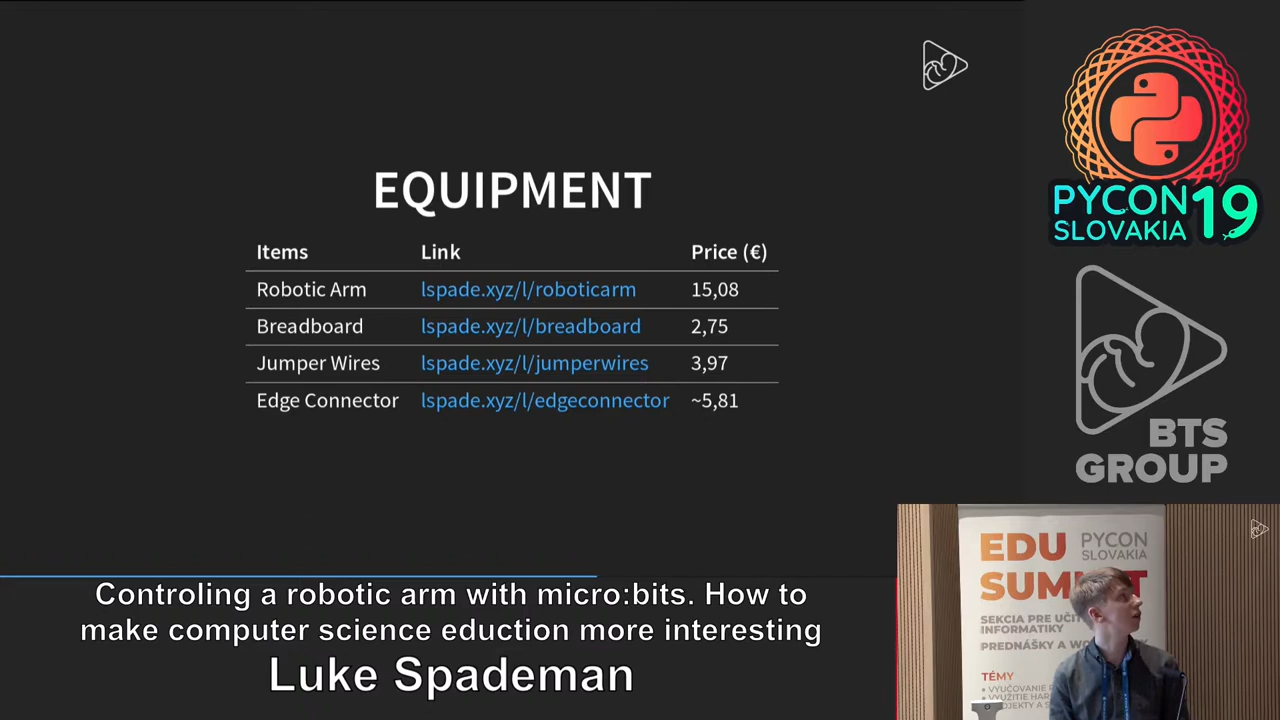 EQUIPMENT
Items Link Price (€)
Robotic Arm lspade.xyz/l/roboticarm 15,08
Breadboard lspade.xyz/l/breadboard 2,75
Jumper Wires lspade.xyz/l/jumperwires 3,97
Edge Connector lspade.xyz/l/edgeconnector ~5,81
PYCON 19
SLOVAKIA
BTS
GROUP
EDU PYCON
SLOVAKIA
SEKCIA PRE
INFORMATIKY
PREDNÁŠKY A
TÉMY
Controling a robotic arm with micro:bits. How to
make computer science eduction more interesting
Luke Spademan